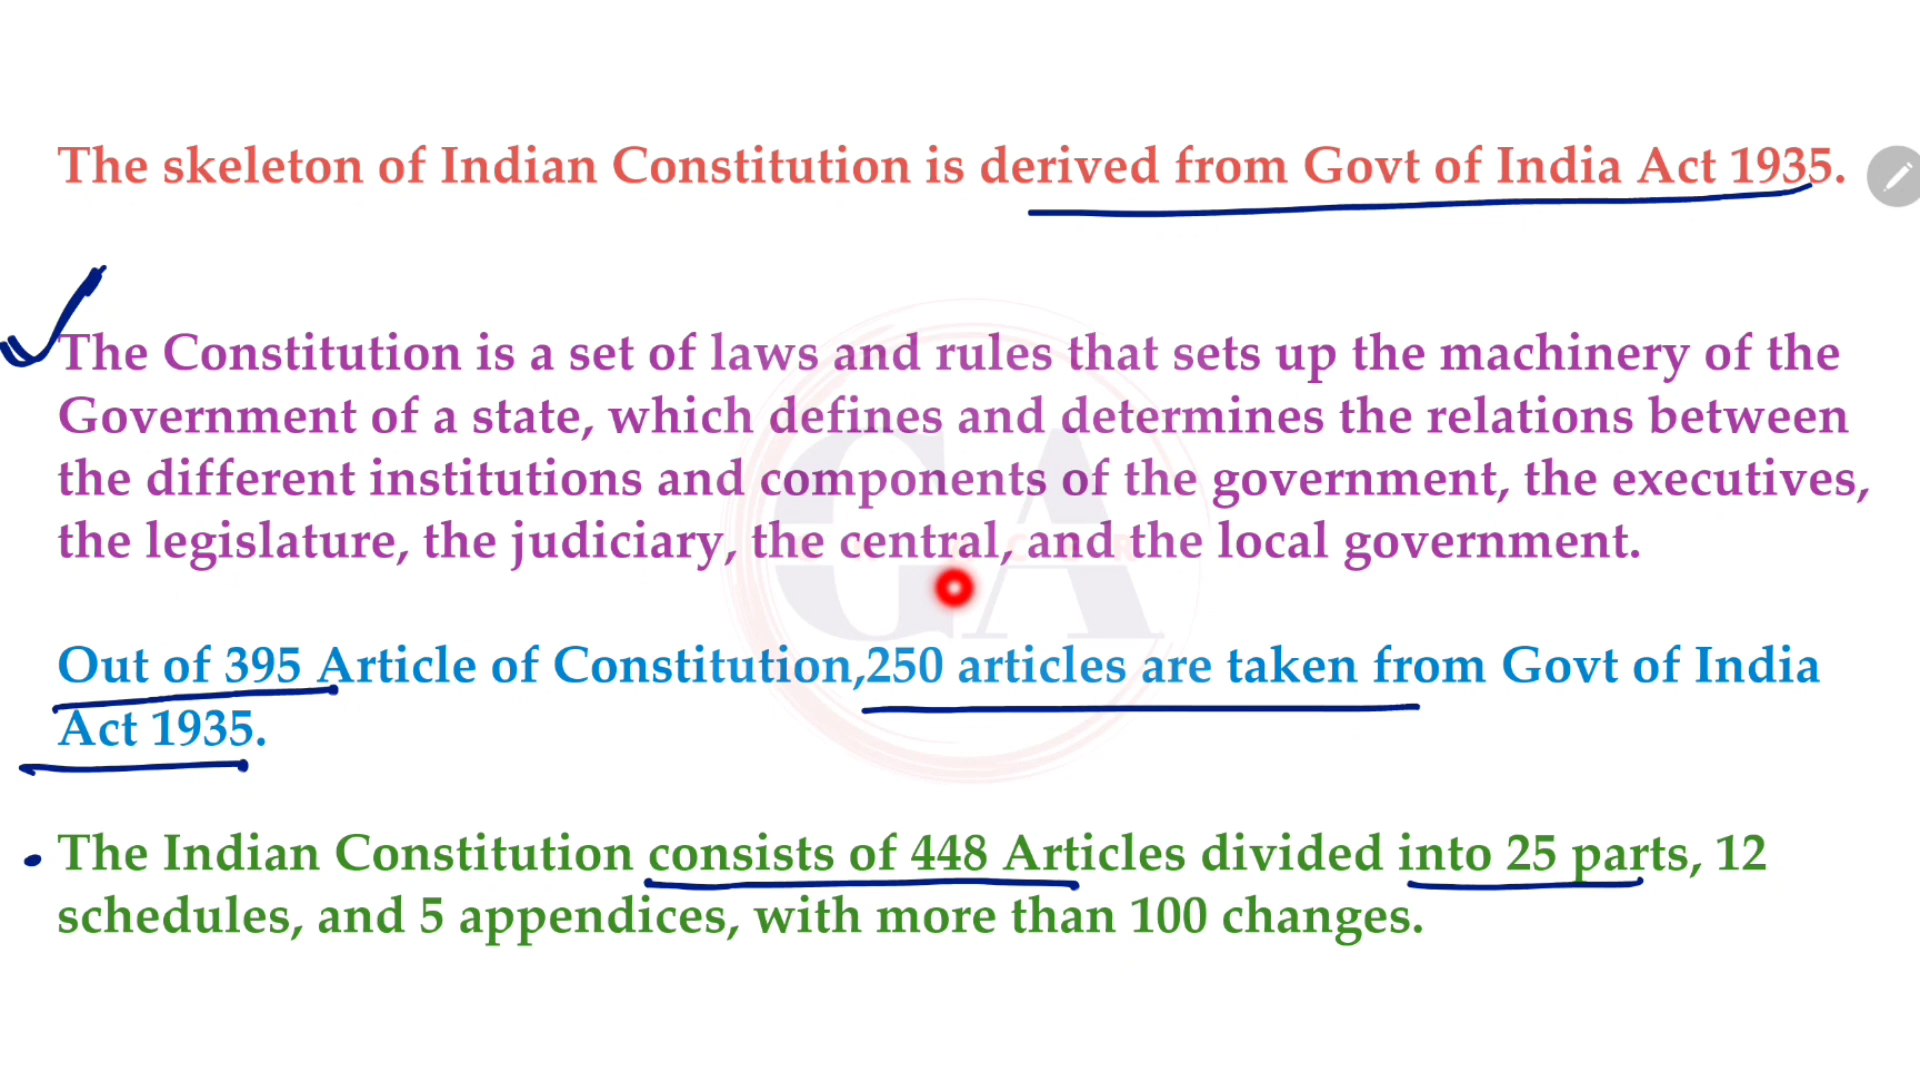 The skeleton of Indian Constitution is derived from Govt of India Act 1935.
The Constitution is a set of laws and rules that sets up the machinery of the
Government of a state, which defines and determines the relations between
the different institutions and components of the government, the executives,
the legislature, the judiciary, the central, and the local government.
Out of 395 Article of Constitution,250 articles are taken from Govt of India
Act 1935.
The Indian Constitution consists of 448 Articles divided into 25 parts, 12
schedules, and 5 appendices, with more than 100 changes.
GA